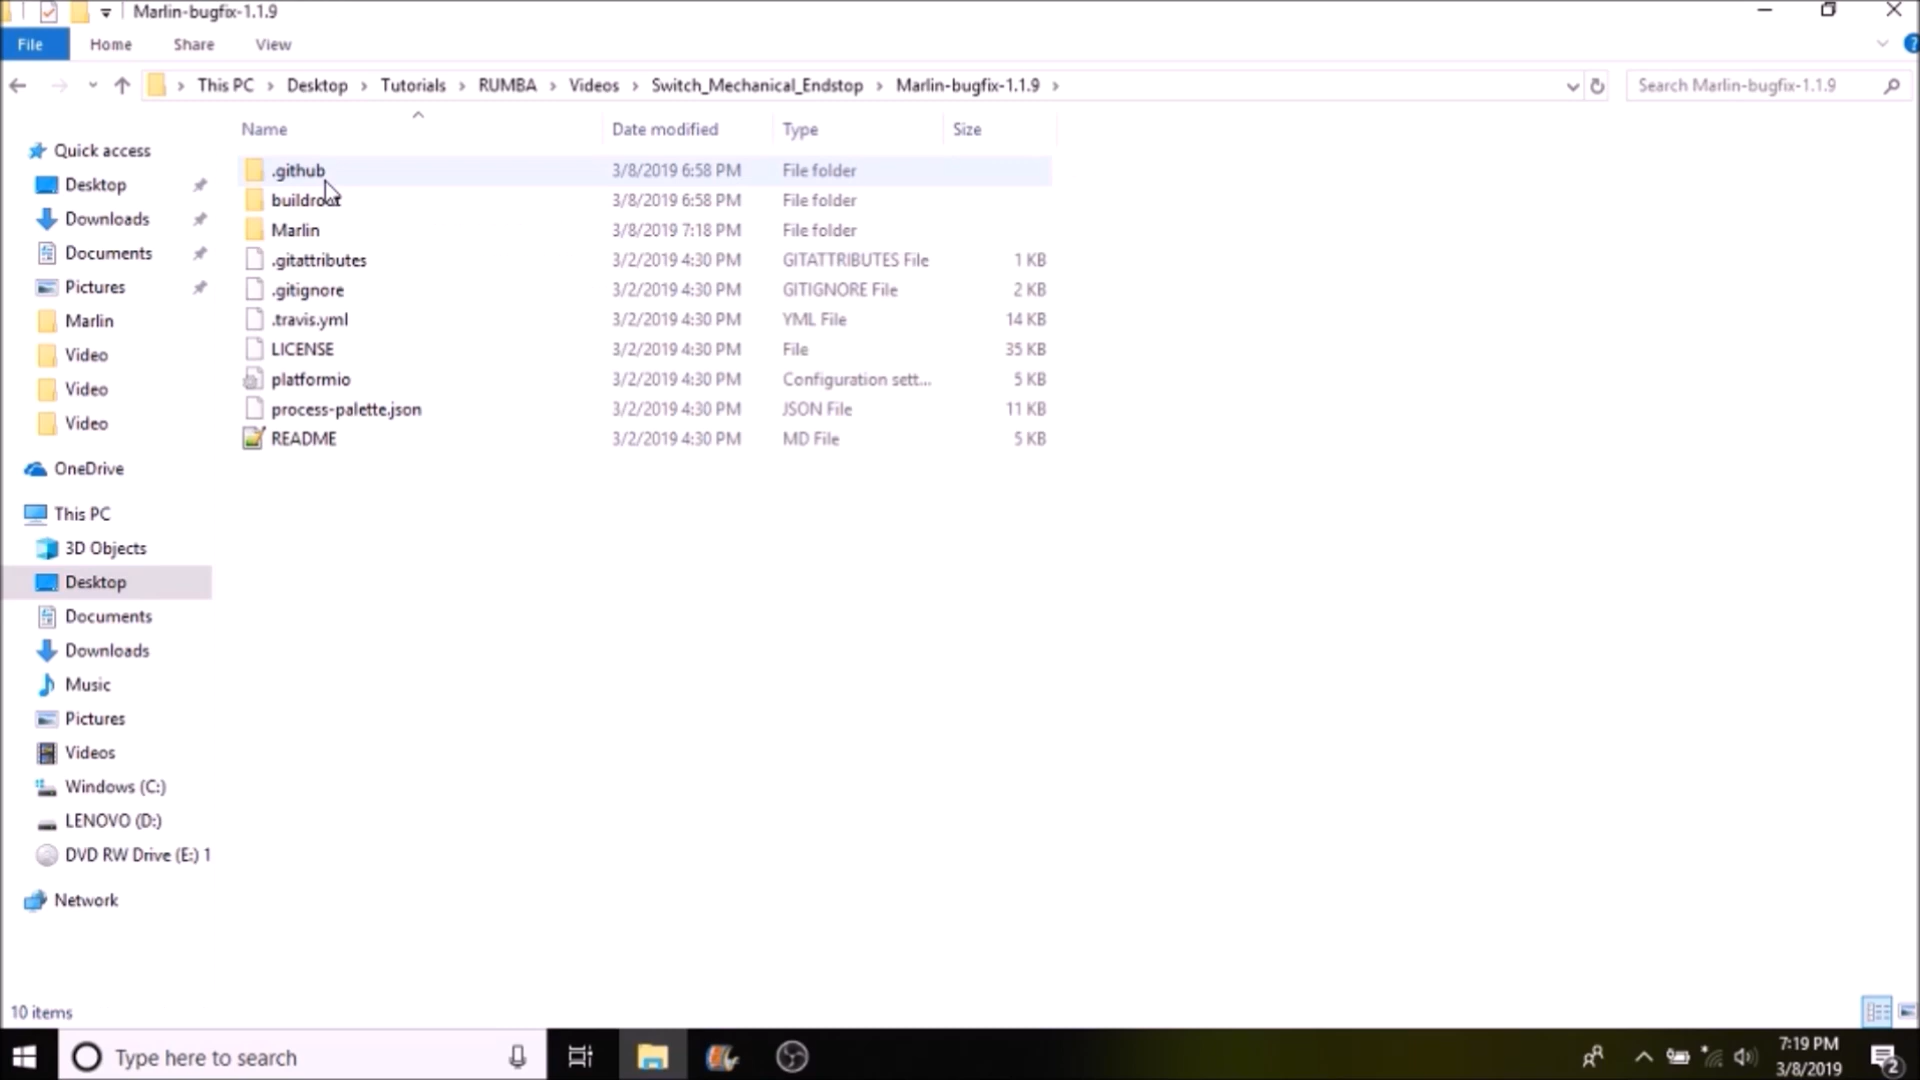 Marlin-bugfix-1.1.9
File Home Share View
This PC Desktop Tutorials RUMBA Videos Switch_Mechanical_Endstop Marlin-bugfix-1.1.9
Search Marlin-bugfix-1.1.9
Name Date modified Type Size
.github 3/8/2019 6:58 PM File folder
buildroot 3/8/2019 6:58 PM File folder
Marlin 3/8/2019 7:18 PM File folder
.gitattributes 3/2/2019 4:30 PM GITATTRIBUTES File 1 KB
.gitignore 3/2/2019 4:30 PM GITIGNORE File 2 KB
.travis.yml 3/2/2019 4:30 PM YML File 14 KB
LICENSE 3/2/2019 4:30 PM File 35 KB
platformio 3/2/2019 4:30 PM Configuration sett... 5 KB
process-palette.json 3/2/2019 4:30 PM JSON File 11 KB
README 3/2/2019 4:30 PM MD File 5 KB
Quick access
Desktop
Downloads
Documents
Pictures
Marlin
Video
Video
Video
OneDrive
This PC
3D Objects
Desktop
Documents
Downloads
Music
Pictures
Videos
Windows (C:)
LENOVO (D:)
DVD RW Drive (E:) 1
Network
10 items
Type here to search
7:19 PM
3/8/2019
2